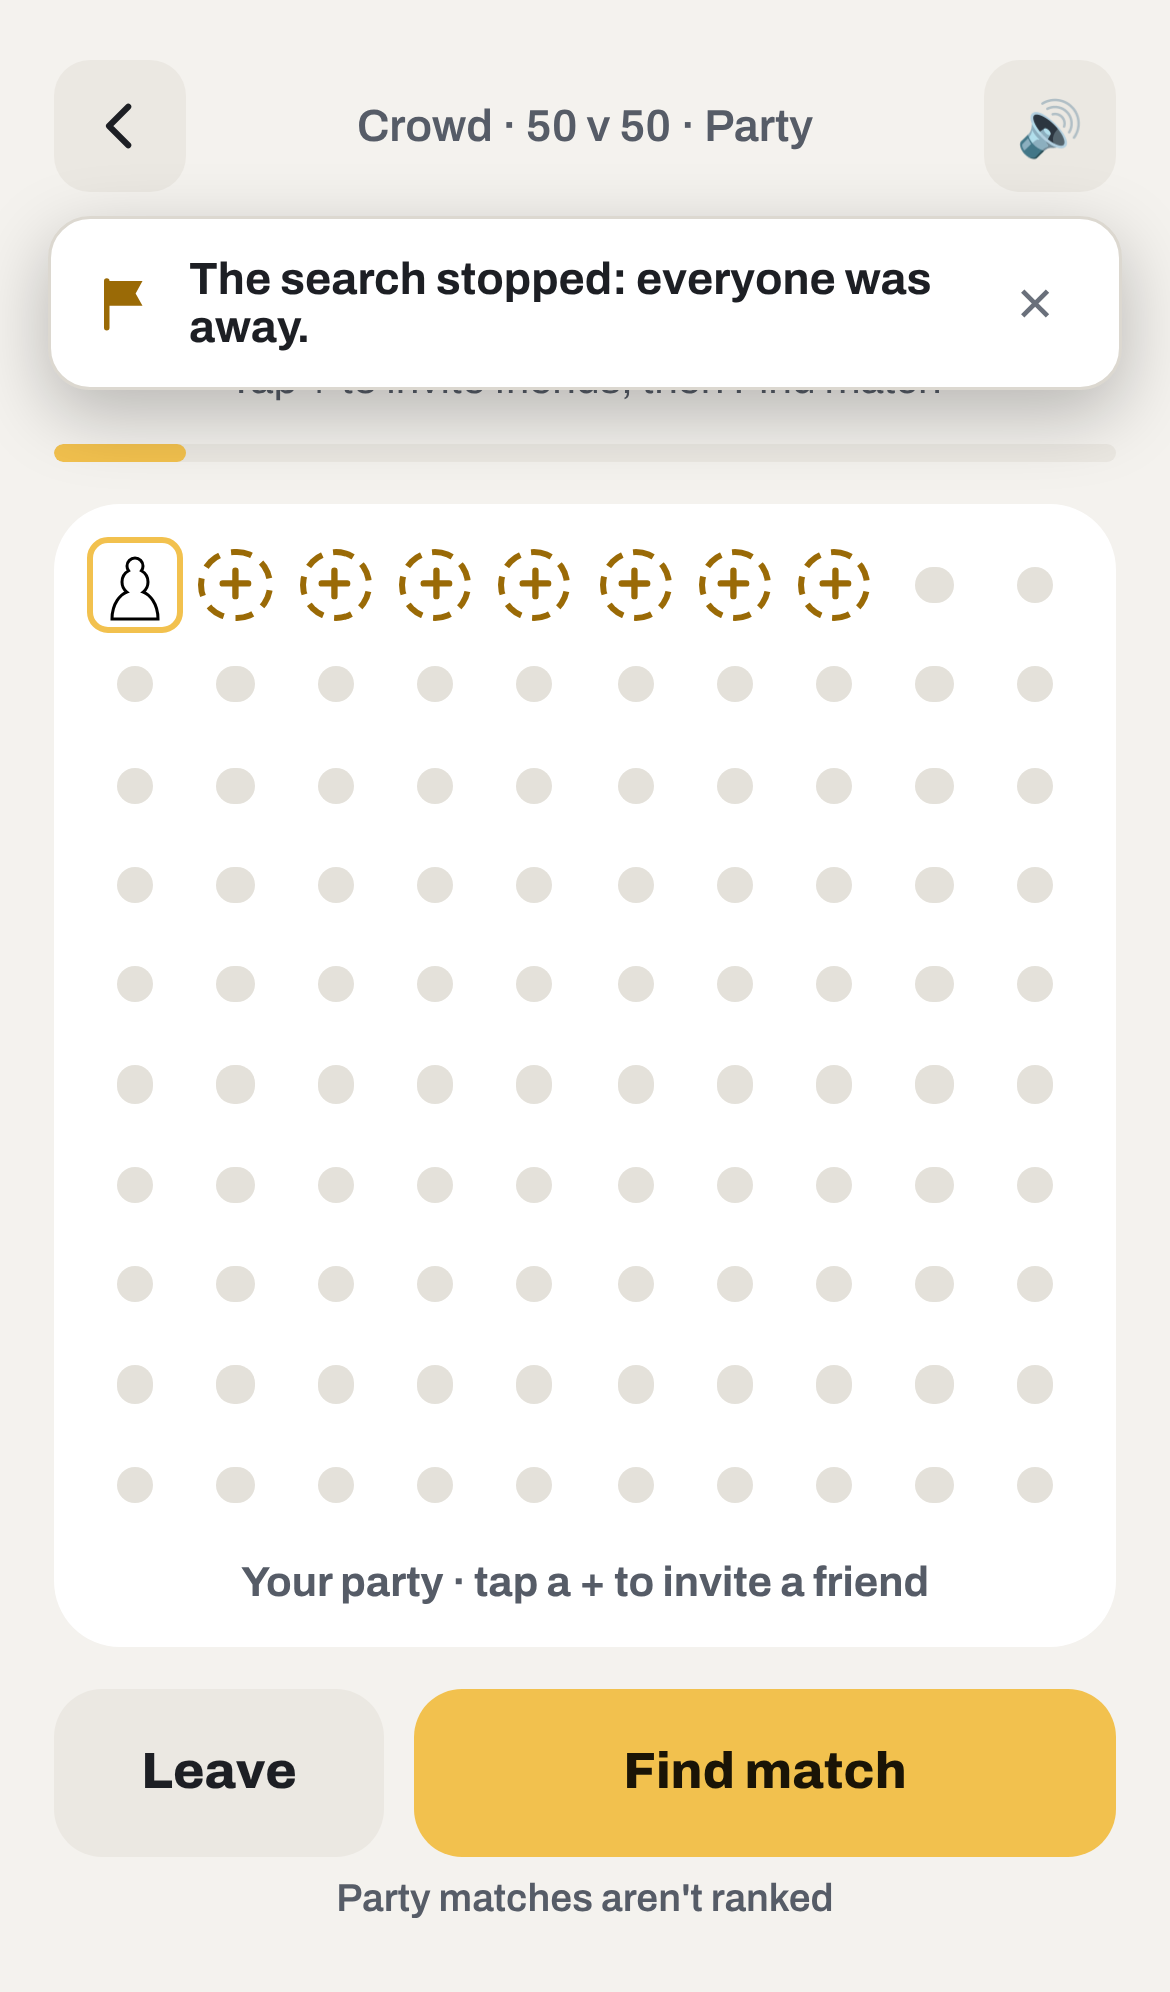 Crowd · 50 v 50 · Party
The search stopped: everyone was
away.
Your party · tap a + to invite a friend
Leave
Find match
Party matches aren't ranked